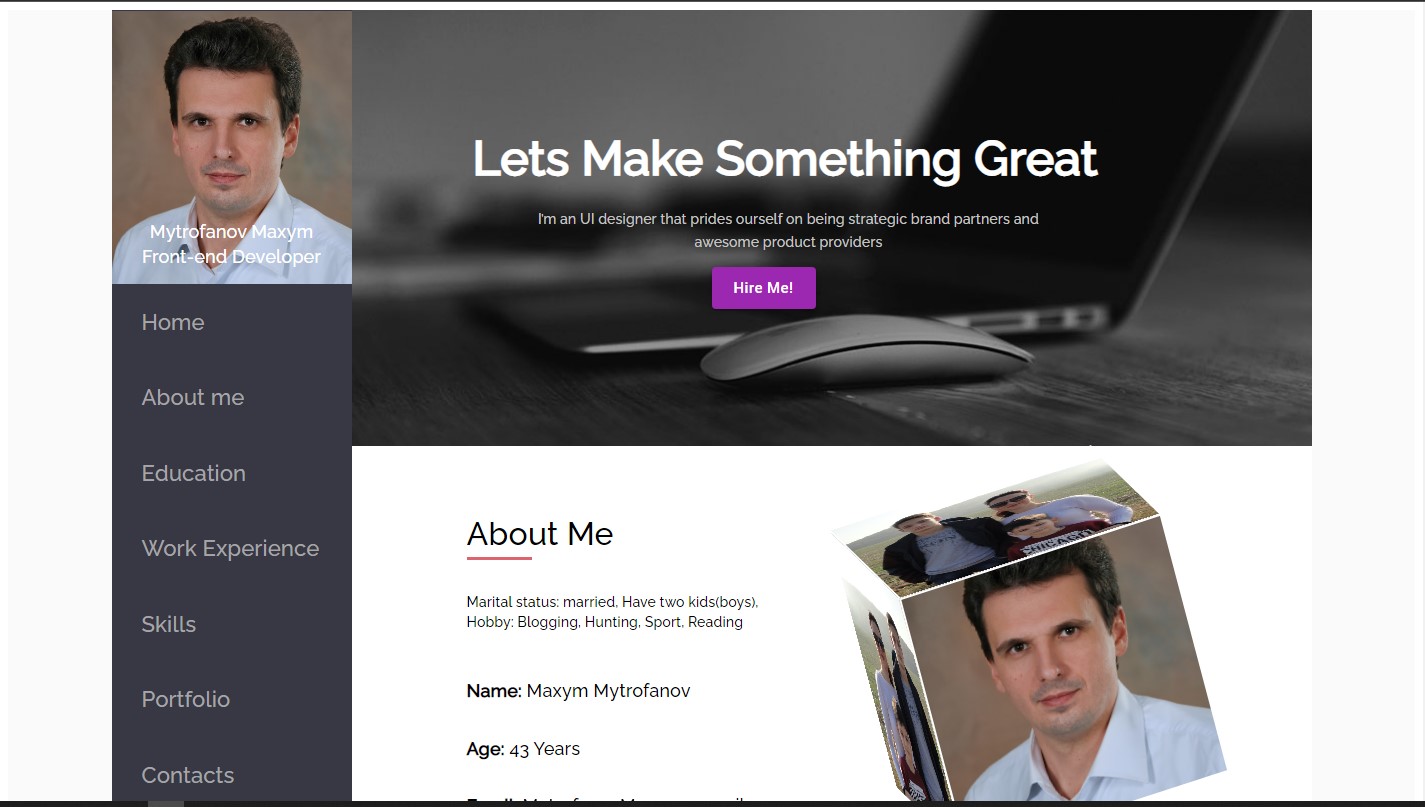 Mytrofanov Maxym
Front-end Developer
Home
About me
Education
Work Experience
Skills
Portfolio
Contacts
Lets Make Something Great
I'm an UI designer that prides ourself on being strategic brand partners and
awesome product providers
Hire Me!
About Me
Marital status: married, Have two kids(boys),
Hobby: Blogging, Hunting, Sport, Reading
Name: Maxym Mytrofanov
Age: 43 Years
CHICAGO